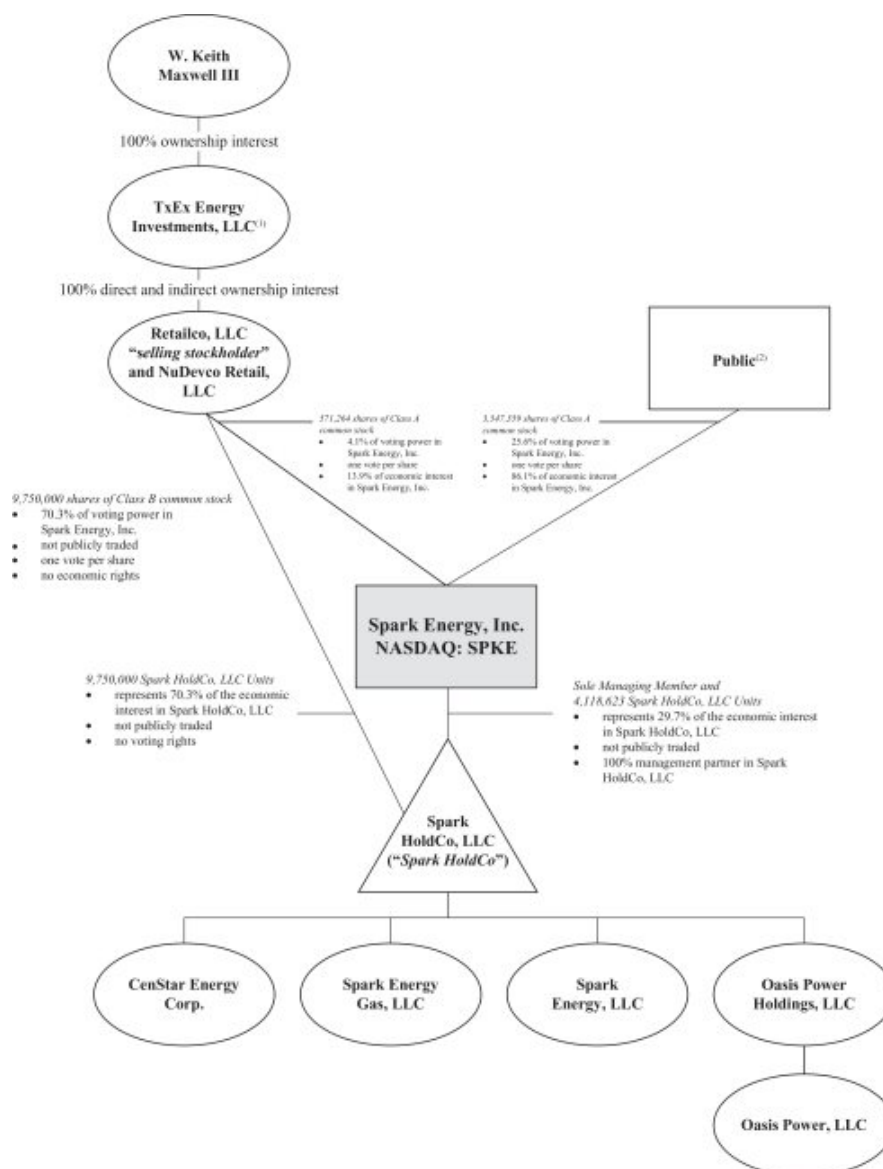 W. Keith
Maxwell III
100% ownership interest
TxEx Energy
Investments, LLC(1)
100% direct and indirect ownership interest
Retailco, LLC
“selling stockholder”
and NuDevco Retail,
LLC
Public(2)
571,264 shares of Class A
common stock
• 4.1% of voting power in
Spark Energy, Inc.
• one vote per share
• 13.9% of economic interest
in Spark Energy, Inc.
3,547,359 shares of Class A
common stock
• 25.6% of voting power in
Spark Energy, Inc.
• one vote per share
• 86.1% of economic interest
in Spark Energy, Inc.
9,750,000 shares of Class B common stock
• 70.3% of voting power in
Spark Energy, Inc.
• not publicly traded
• one vote per share
• no economic rights
Spark Energy, Inc.
NASDAQ: SPKE
9,750,000 Spark HoldCo, LLC Units
• represents 70.3% of the economic
interest in Spark HoldCo, LLC
• not publicly traded
• no voting rights
Sole Managing Member and
4,118,623 Spark HoldCo, LLC Units
• represents 29.7% of the economic interest
in Spark HoldCo, LLC
• not publicly traded
• 100% management partner in Spark
HoldCo, LLC
Spark
HoldCo, LLC
(“Spark HoldCo”)
CenStar Energy
Corp.
Spark Energy
Gas, LLC
Spark
Energy, LLC
Oasis Power
Holdings, LLC
Oasis Power, LLC